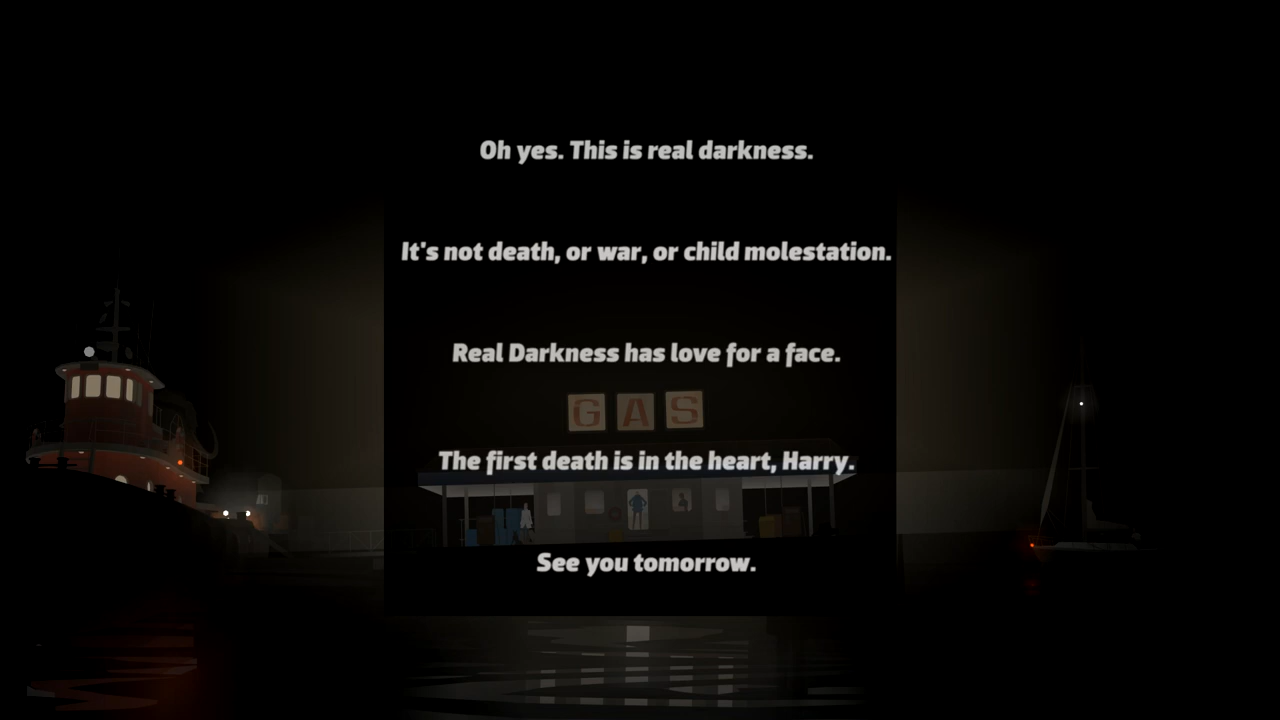 Oh yes. This is real darkness.
It's not death, or war, or child molestation.
Real Darkness has love for a face.
GAS
The first death is in the heart, Harry.
See you tomorrow.